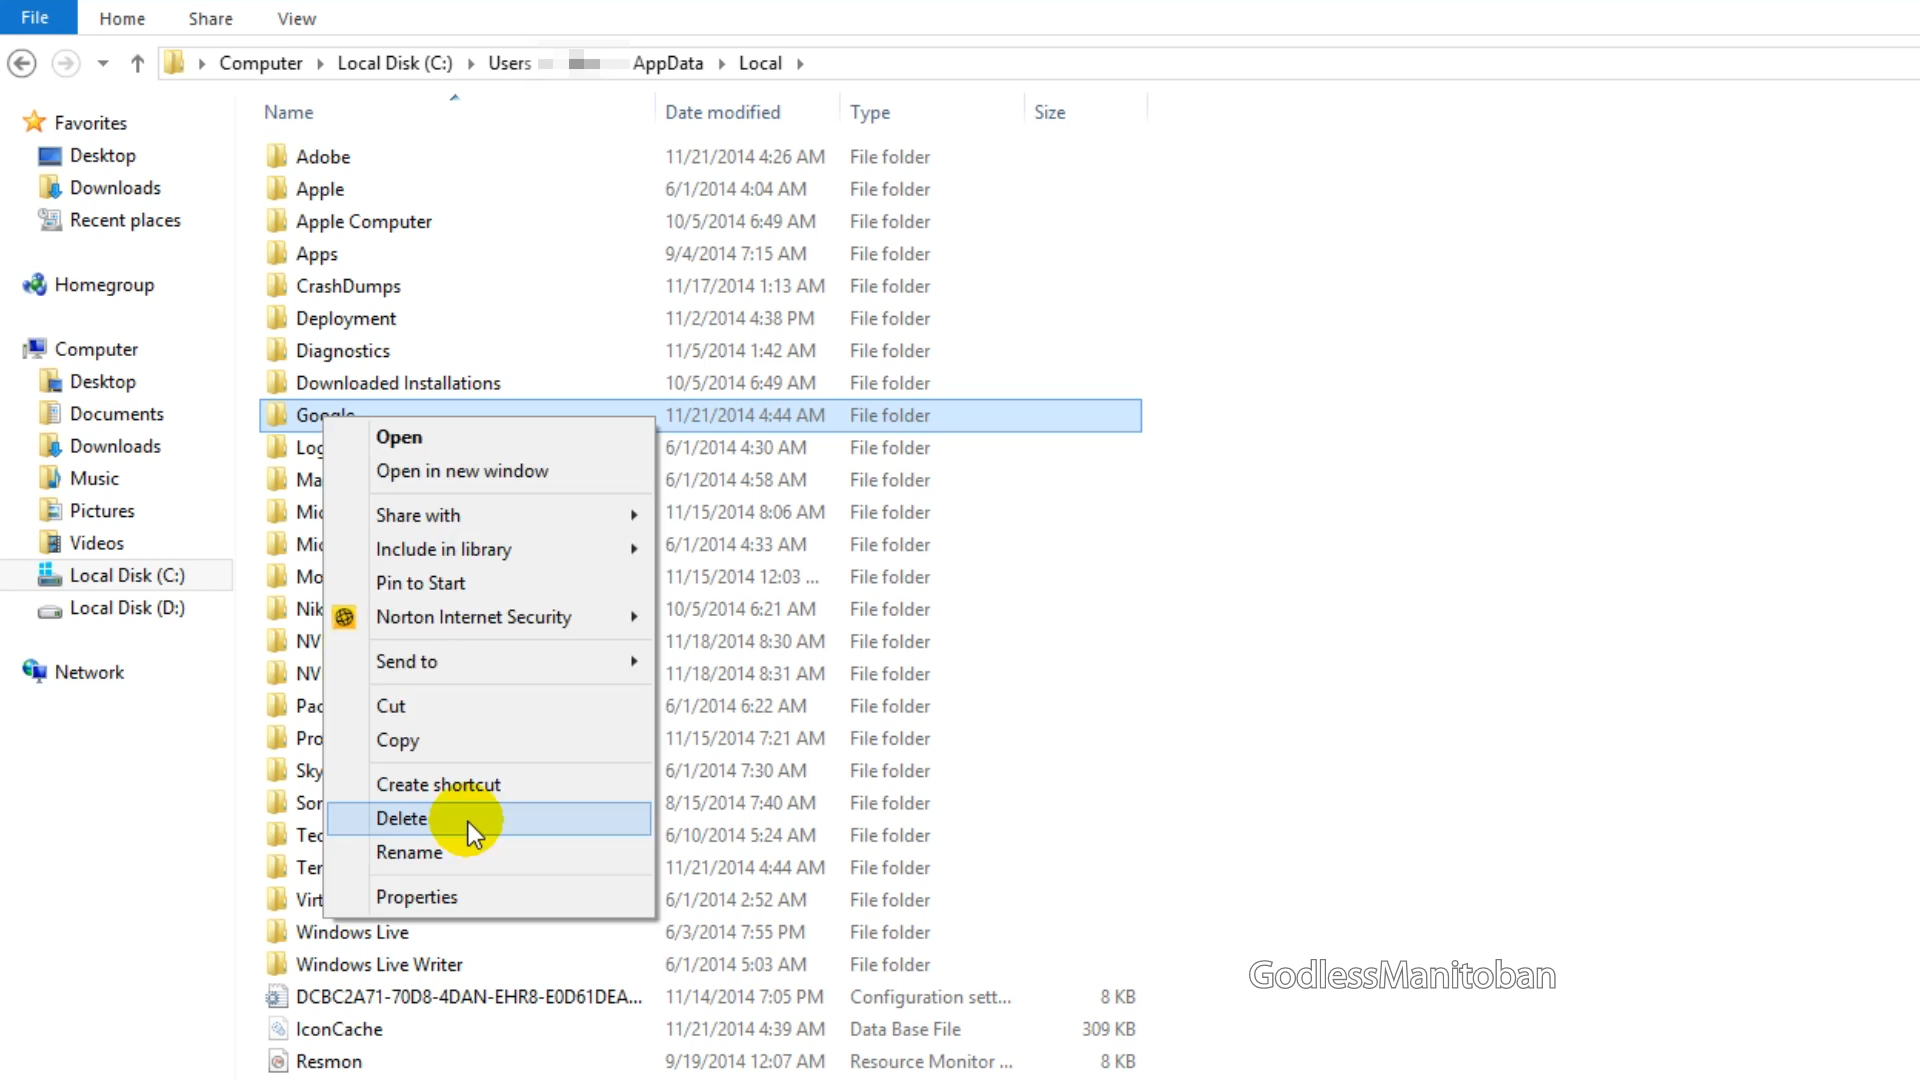 File Home Share View
Computer Local Disk (C:) Users AppData Local
Name Date modified Type Size
Favorites
Desktop
Downloads
Recent places
Homegroup
Computer
Desktop
Documents
Downloads
Music
Pictures
Videos
Local Disk (C:)
Local Disk (D:)
Network
Adobe 11/21/2014 4:26 AM File folder
Apple 6/1/2014 4:04 AM File folder
Apple Computer 10/5/2014 6:49 AM File folder
Apps 9/4/2014 7:15 AM File folder
CrashDumps 11/17/2014 1:13 AM File folder
Deployment 11/2/2014 4:38 PM File folder
Diagnostics 11/5/2014 1:42 AM File folder
Downloaded Installations 10/5/2014 6:49 AM File folder
Google 11/21/2014 4:44 AM File folder
6/1/2014 4:30 AM File folder
6/1/2014 4:58 AM File folder
11/15/2014 8:06 AM File folder
6/1/2014 4:33 AM File folder
11/15/2014 12:03 ... File folder
10/5/2014 6:21 AM File folder
11/18/2014 8:30 AM File folder
11/18/2014 8:31 AM File folder
6/1/2014 6:22 AM File folder
11/15/2014 7:21 AM File folder
6/1/2014 7:30 AM File folder
8/15/2014 7:40 AM File folder
6/10/2014 5:24 AM File folder
11/21/2014 4:44 AM File folder
6/1/2014 2:52 AM File folder
Windows Live 6/3/2014 7:55 PM File folder
Windows Live Writer 6/1/2014 5:03 AM File folder
DCBC2A71-70D8-4DAN-EHR8-E0D61DEA... 11/14/2014 7:05 PM Configuration sett... 8 KB
IconCache 11/21/2014 4:39 AM Data Base File 309 KB
Resmon 9/19/2014 12:07 AM Resource Monitor ... 8 KB
Open
Open in new window
Share with
Include in library
Pin to Start
Norton Internet Security
Send to
Cut
Copy
Create shortcut
Delete
Rename
Properties
GodlessManitoban